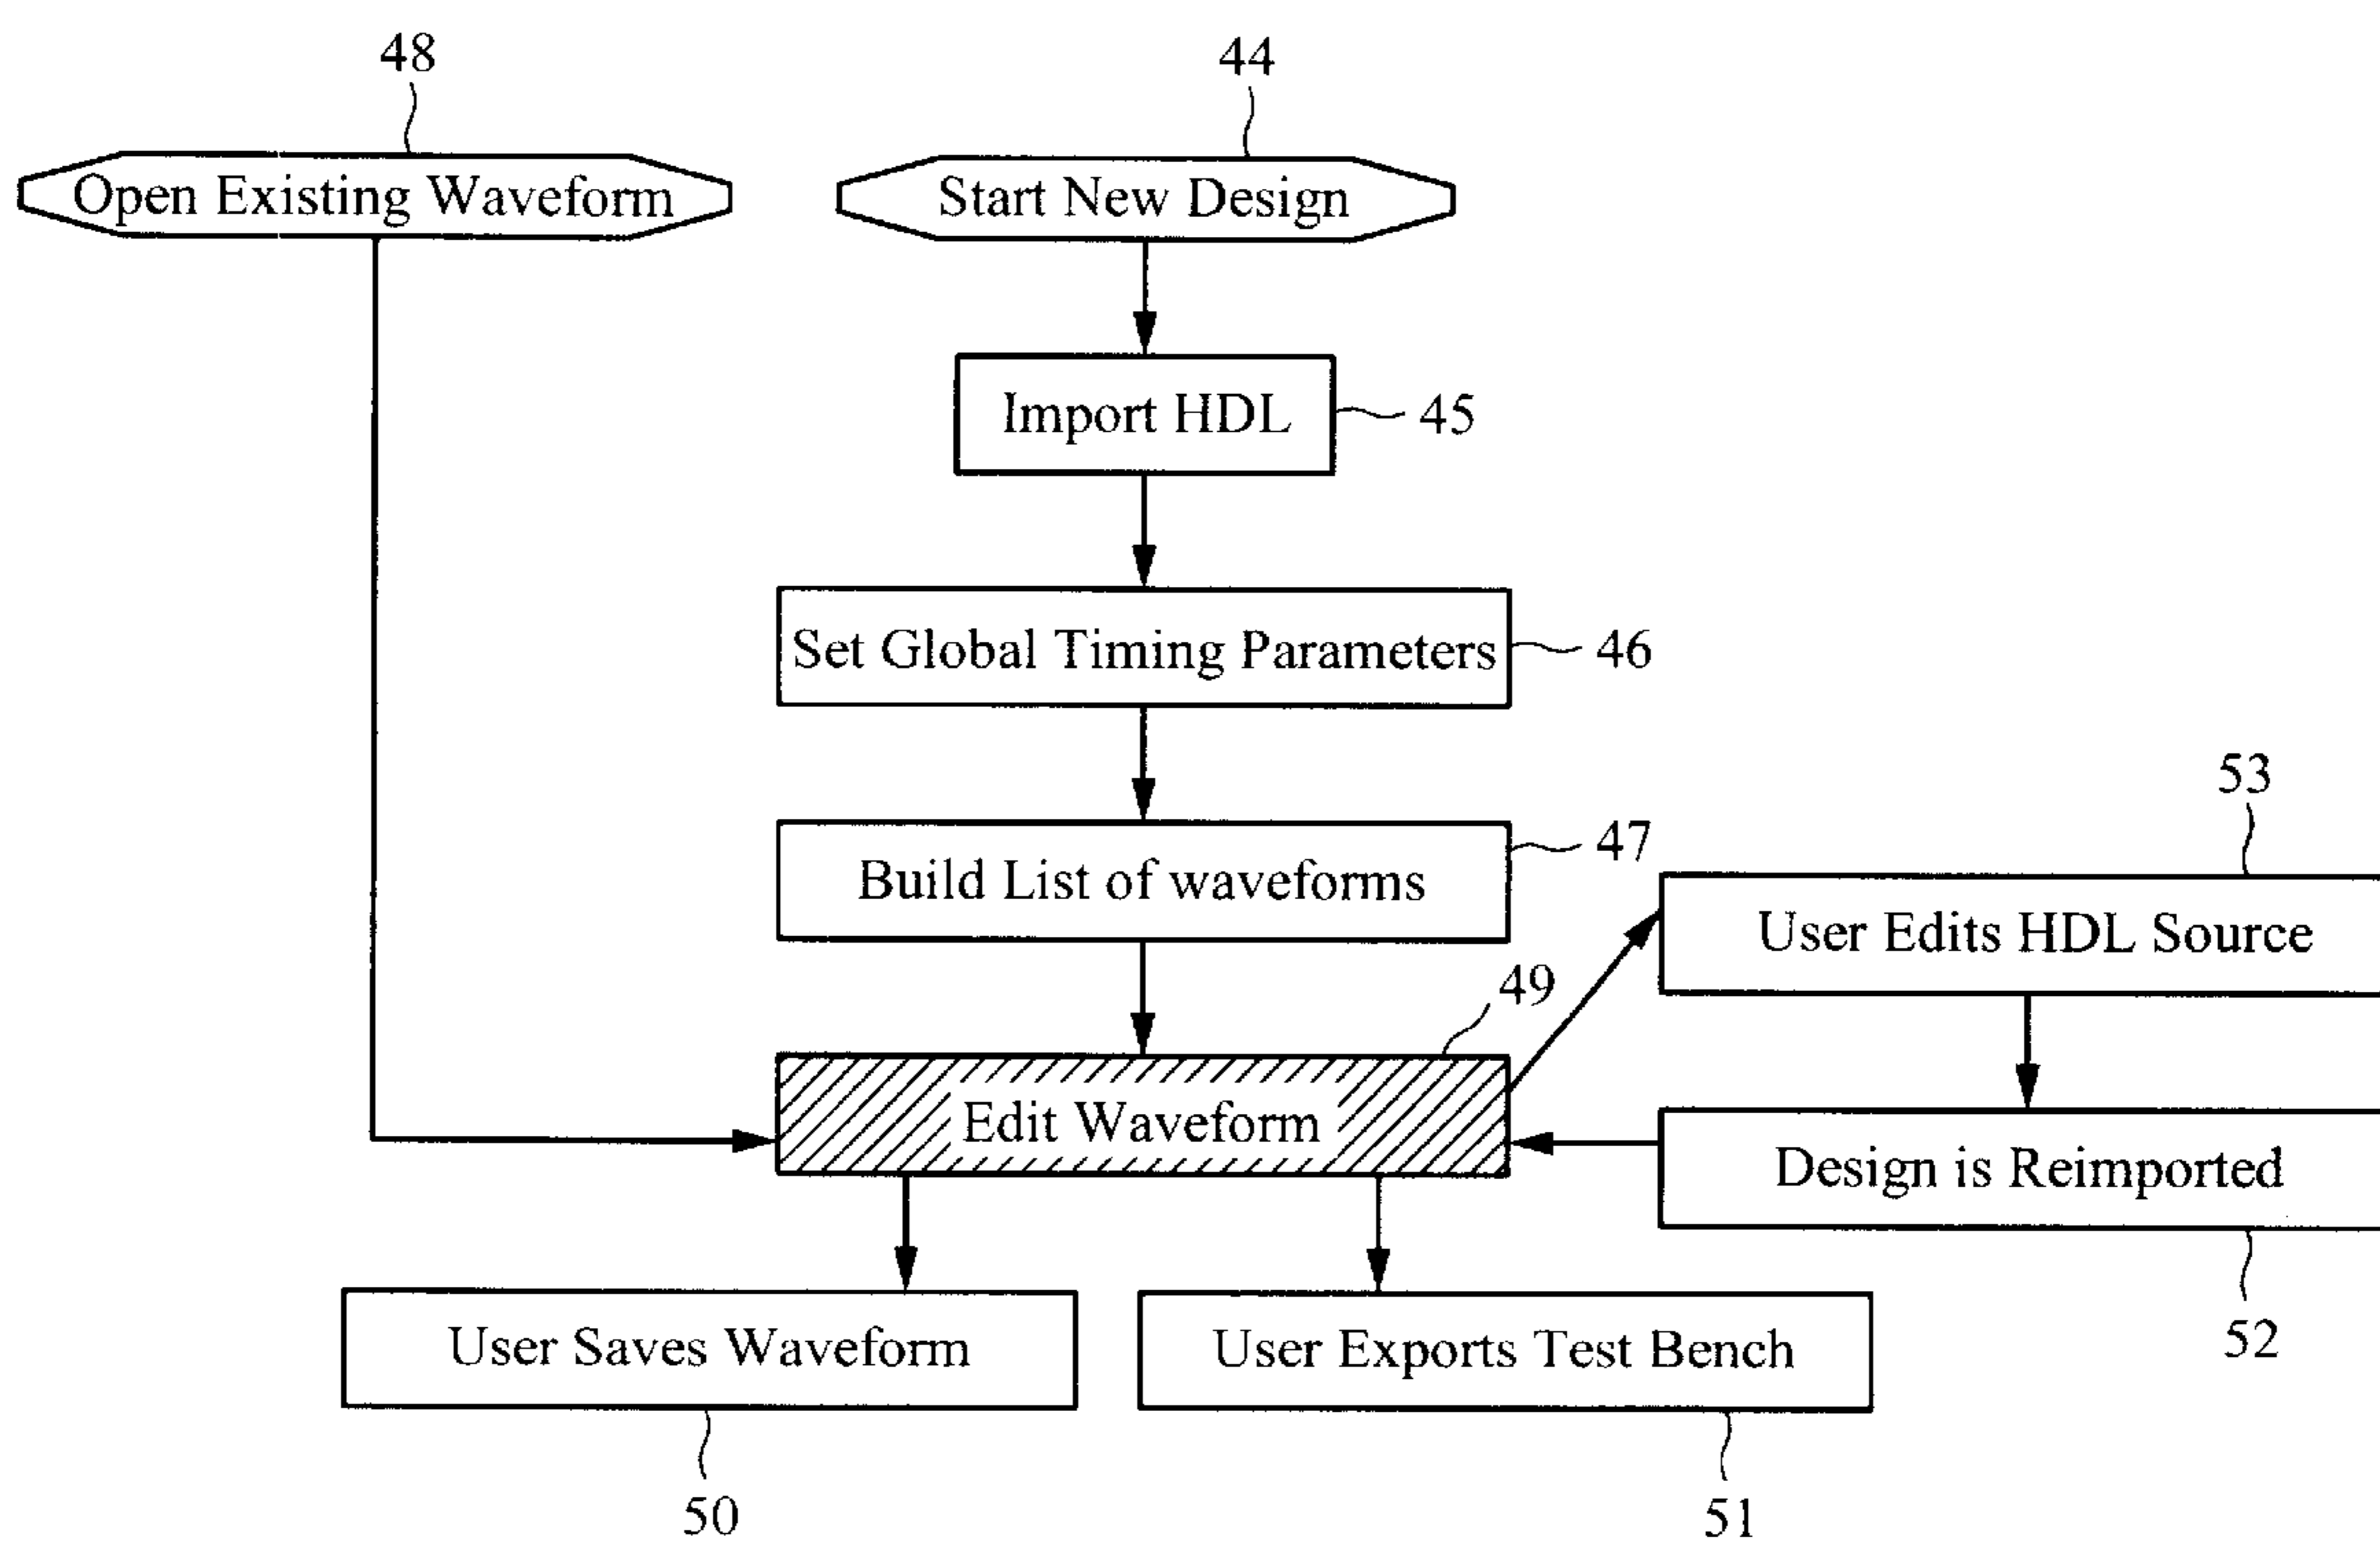 48
44
Open Existing Waveform
Start New Design
Import HDL
45
Set Global Timing Parameters
46
53
47
Build List of waveforms
User Edits HDL Source
49
Edit Waveform
Design is Reimported
52
User Saves Waveform
User Exports Test Bench
50
51